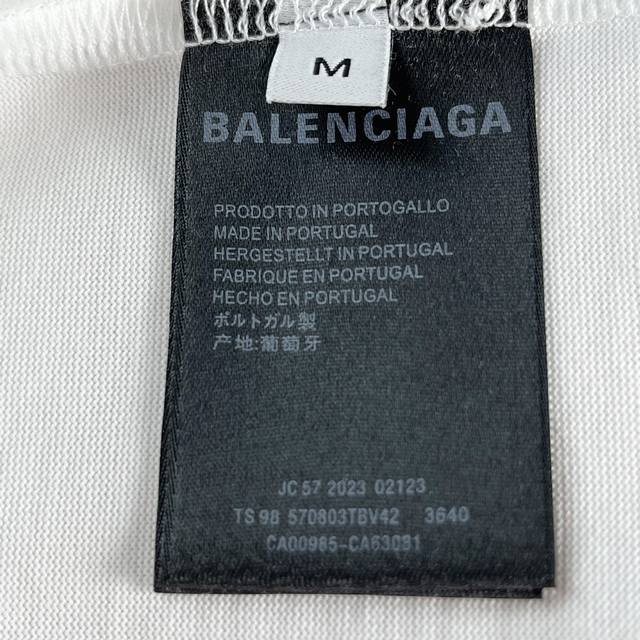 M
BALENCIAGA
PRODOTTO IN PORTOGALLO
MADE IN PORTUGAL
HERGESTELLT IN PORTUGAL
FABRIQUE EN PORTUGAL
HECHO EN PORTUGAL
ポルトガル製
产地:葡萄牙
JC 57 2023 02123
TS 98 570803TBV42 3640
CA00985-CA63091